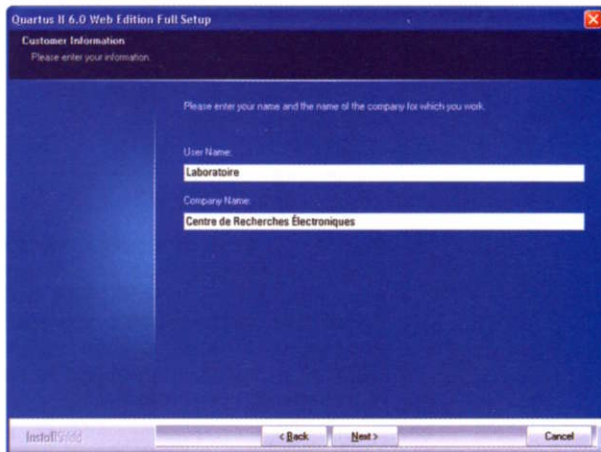 Quartus II 6.0 Web Edition Full Setup
Customer Information
Please enter your information.
Please enter your name and the name of the company for which you work.
User Name:
Laboratoire
Company Name:
Centre de Recherches Électroniques
InstallShield
< Back
Next >
Cancel